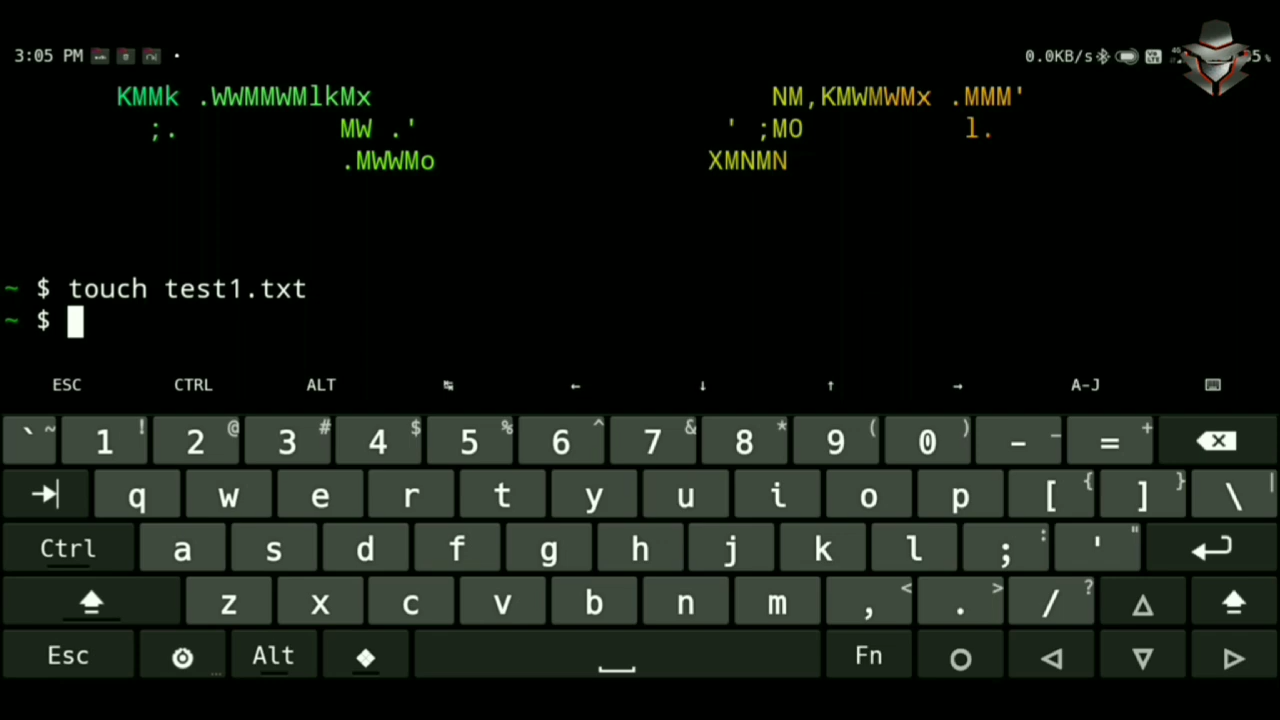 3:05 PM 0.0KB/s
KMMk .WWMMWMlkMx NM,KMWMWMx .MMM'
;. MW .' ' ;MO l.
.MWWMo XMNMN
~ $ touch test1.txt
~ $
ESC CTRL ALT ↹ ← ↓ ↑ → A-J
` ~ 1 ! 2 @ 3 # 4 $ 5 % 6 ^ 7 & 8 * 9 ( 0 ) - _ = +
q w e r t y u i o p [ { ] } \ |
Ctrl a s d f g h j k l ; : ' "
z x c v b n m , < . > / ?
Esc Alt Fn